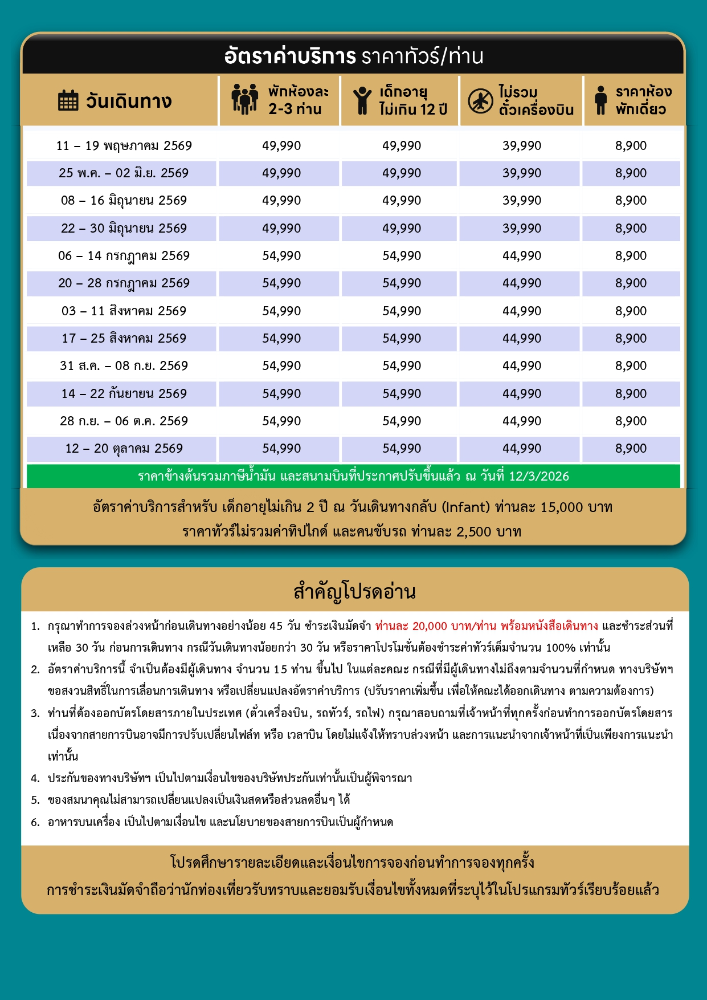 อัตราค่าบริการ ราคาทัวร์/ท่าน
วันเดินทาง พักห้องละ 2-3 ท่าน เด็กอายุ ไม่เกิน 12 ปี ไม่รวม ตั๋วเครื่องบิน ราคาห้อง พักเดี่ยว
11 – 19 พฤษภาคม 2569 49,990 49,990 39,990 8,900
25 พ.ค. – 02 มิ.ย. 2569 49,990 49,990 39,990 8,900
08 – 16 มิถุนายน 2569 49,990 49,990 39,990 8,900
22 – 30 มิถุนายน 2569 49,990 49,990 39,990 8,900
06 – 14 กรกฎาคม 2569 54,990 54,990 44,990 8,900
20 – 28 กรกฎาคม 2569 54,990 54,990 44,990 8,900
03 – 11 สิงหาคม 2569 54,990 54,990 44,990 8,900
17 – 25 สิงหาคม 2569 54,990 54,990 44,990 8,900
31 ส.ค. – 08 ก.ย. 2569 54,990 54,990 44,990 8,900
14 – 22 กันยายน 2569 54,990 54,990 44,990 8,900
28 ก.ย. – 06 ต.ค. 2569 54,990 54,990 44,990 8,900
12 – 20 ตุลาคม 2569 54,990 54,990 44,990 8,900
ราคาข้างต้นรวมภาษีน้ำมัน และสนามบินที่ประกาศปรับขึ้นแล้ว ณ วันที่ 12/3/2026
อัตราค่าบริการสำหรับ เด็กอายุไม่เกิน 2 ปี ณ วันเดินทางกลับ (Infant) ท่านละ 15,000 บาท
ราคาทัวร์ไม่รวมค่าทิปไกด์ และคนขับรถ ท่านละ 2,500 บาท
สำคัญโปรดอ่าน
1. กรุณาทำการจองล่วงหน้าก่อนเดินทางอย่างน้อย 45 วัน ชำระเงินมัดจำ ท่านละ 20,000 บาท/ท่าน พร้อมหนังสือเดินทาง และชำระส่วนที่
เหลือ 30 วัน ก่อนการเดินทาง กรณีวันเดินทางน้อยกว่า 30 วัน หรือราคาโปรโมชั่นต้องชำระค่าทัวร์เต็มจำนวน 100% เท่านั้น
2. อัตราค่าบริการนี้ จำเป็นต้องมีผู้เดินทาง จำนวน 15 ท่าน ขึ้นไป ในแต่ละคณะ กรณีที่มีผู้เดินทางไม่ถึงตามจำนวนที่กำหนด ทางบริษัทฯ
ขอสงวนสิทธิ์ในการเลื่อนการเดินทาง หรือเปลี่ยนแปลงอัตราค่าบริการ (ปรับราคาเพิ่มขึ้น เพื่อให้คณะได้ออกเดินทาง ตามความต้องการ)
3. ท่านที่ต้องออกบัตรโดยสารภายในประเทศ (ตั๋วเครื่องบิน, รถทัวร์, รถไฟ) กรุณาสอบถามที่เจ้าหน้าที่ทุกครั้งก่อนทำการออกบัตรโดยสาร
เนื่องจากสายการบินอาจมีการปรับเปลี่ยนไฟล์ท หรือ เวลาบิน โดยไม่แจ้งให้ทราบล่วงหน้า และการแนะนำจากเจ้าหน้าที่เป็นเพียงการแนะนำ
เท่านั้น
4. ประกันของทางบริษัทฯ เป็นไปตามเงื่อนไขของบริษัทประกันเท่านั้นเป็นผู้พิจารณา
5. ของสมนาคุณไม่สามารถเปลี่ยนแปลงเป็นเงินสดหรือส่วนลดอื่นๆ ได้
6. อาหารบนเครื่อง เป็นไปตามเงื่อนไข และนโยบายของสายการบินเป็นผู้กำหนด
โปรดศึกษารายละเอียดและเงื่อนไขการจองก่อนทำการจองทุกครั้ง
การชำระเงินมัดจำถือว่านักท่องเที่ยวรับทราบและยอมรับเงื่อนไขทั้งหมดที่ระบุไว้ในโปรแกรมทัวร์เรียบร้อยแล้ว